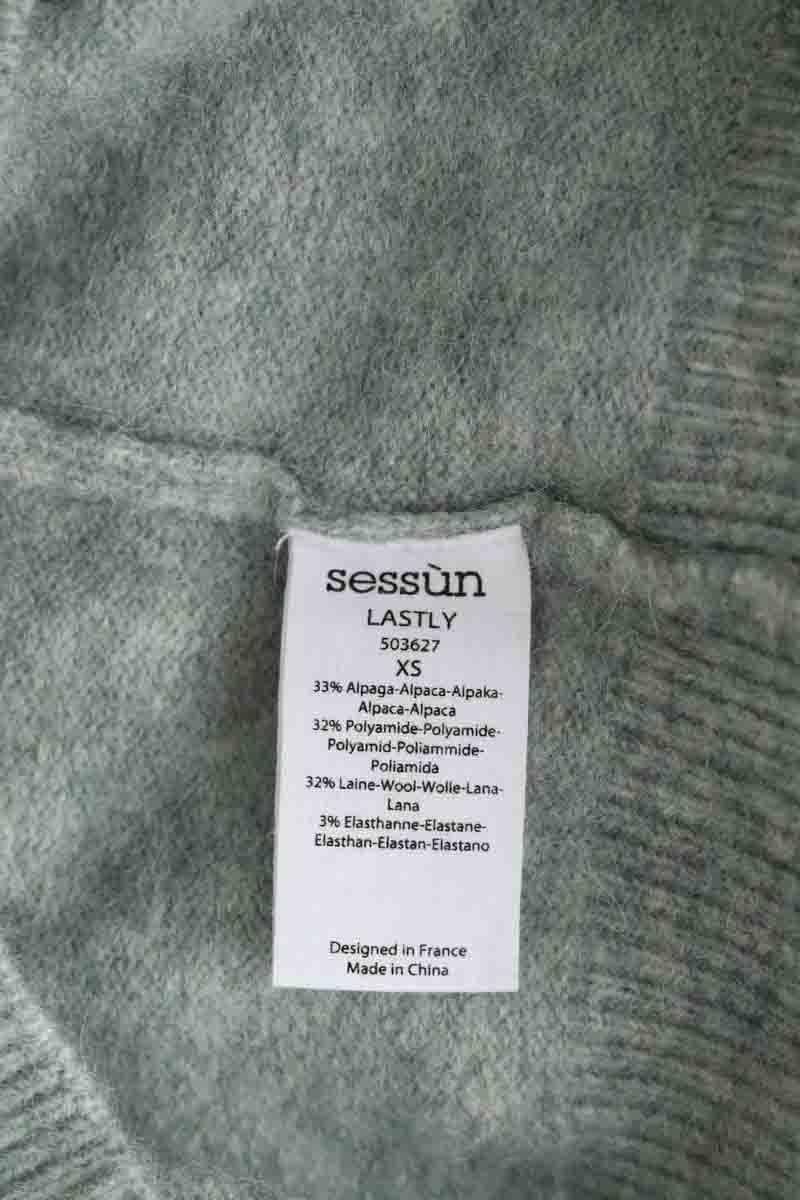 sessùn
LASTLY
503627
XS
33% Alpaga-Alpaca-Alpaka-
Alpaca-Alpaca
32% Polyamide-Polyamide-
Polyamid-Poliammide-
Poliamida
32% Laine-Wool-Wolle-Lana-
Lana
3% Elasthanne-Elastane-
Elasthan-Elastan-Elastano
Designed in France
Made in China